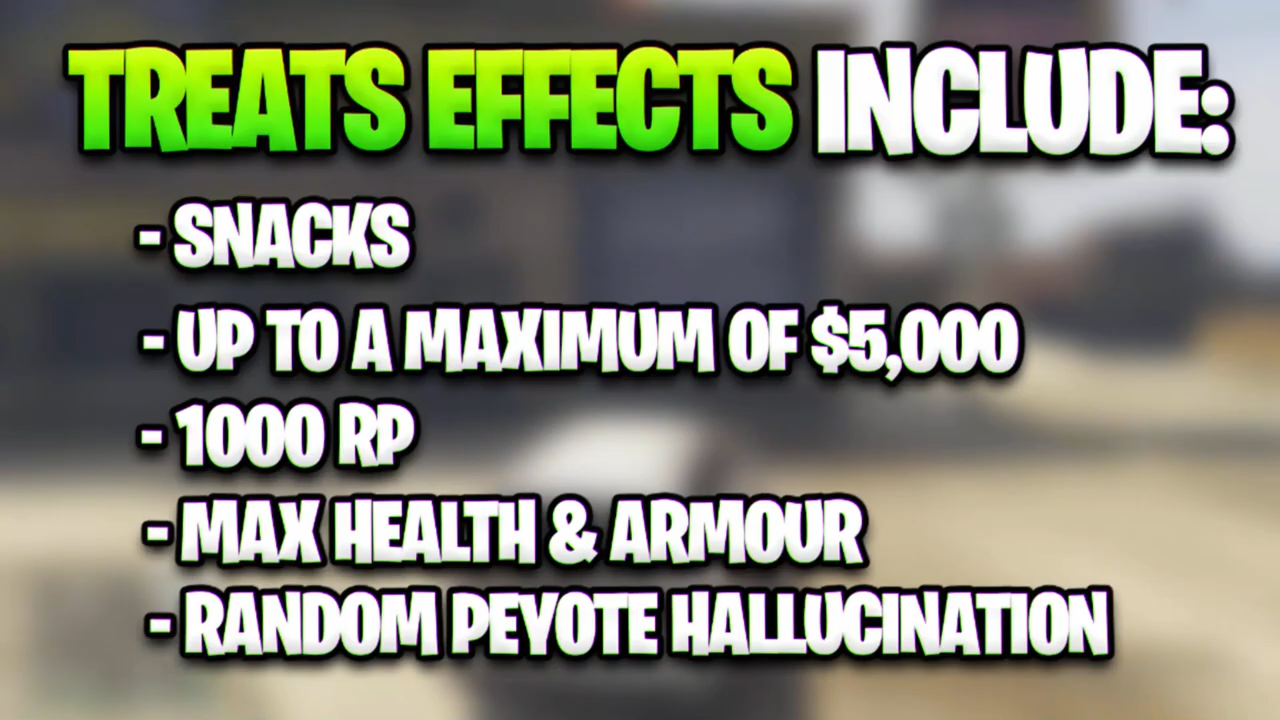 TREATS EFFECTS INCLUDE:
- SNACKS
- UP TO A MAXIMUM OF $5,000
- 1000 RP
- MAX HEALTH & ARMOUR
- RANDOM PEYOTE HALLUCINATION